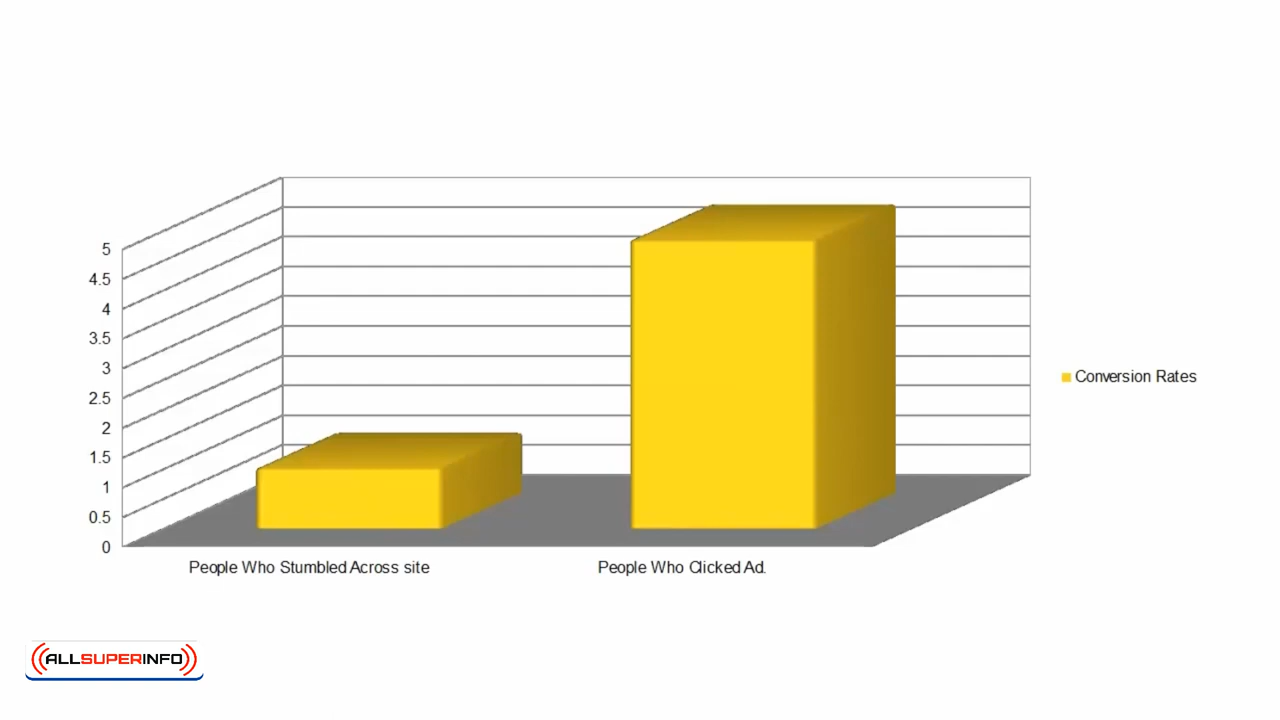 5
4.5
4
3.5
3
2.5
2
1.5
1
0.5
0
People Who Stumbled Across site
People Who Clicked Ad.
Conversion Rates
ALLSUPERINFO